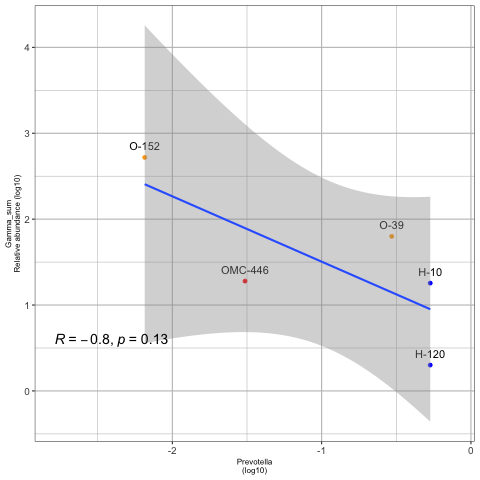 4
3
2
1
0
Gamma_sum
Relative abundance (log10)
O-152
O-39
OMC-446
H-10
R = −0.8, p = 0.13
H-120
-2
-1
0
Prevotella
(log10)